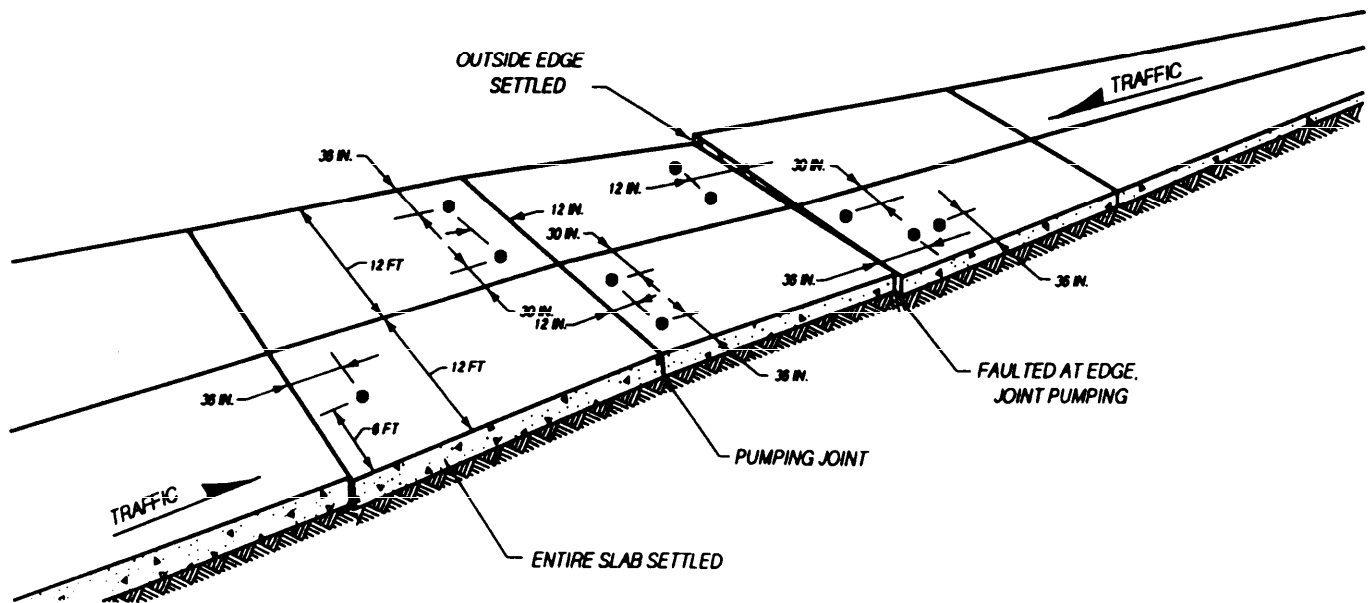 OUTSIDE EDGE
SETTLED
TRAFFIC
36 IN.
30 IN.
12 IN.
12 IN.
30 IN.
12 FT
36 IN.
36 IN.
30 IN.
12 IN.
12 FT
36 IN.
36 IN.
6 FT
FAULTED AT EDGE,
JOINT PUMPING
PUMPING JOINT
TRAFFIC
ENTIRE SLAB SETTLED